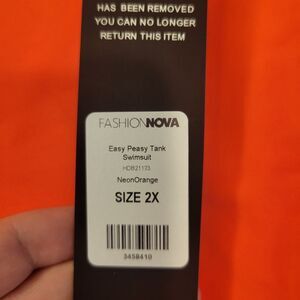 HAS BEEN REMOVED
YOU CAN NO LONGER
RETURN THIS ITEM
FASHIONNOVA
Easy Peasy Tank
Swimsuit
HDB21173
NeonOrange
SIZE 2X
3458410